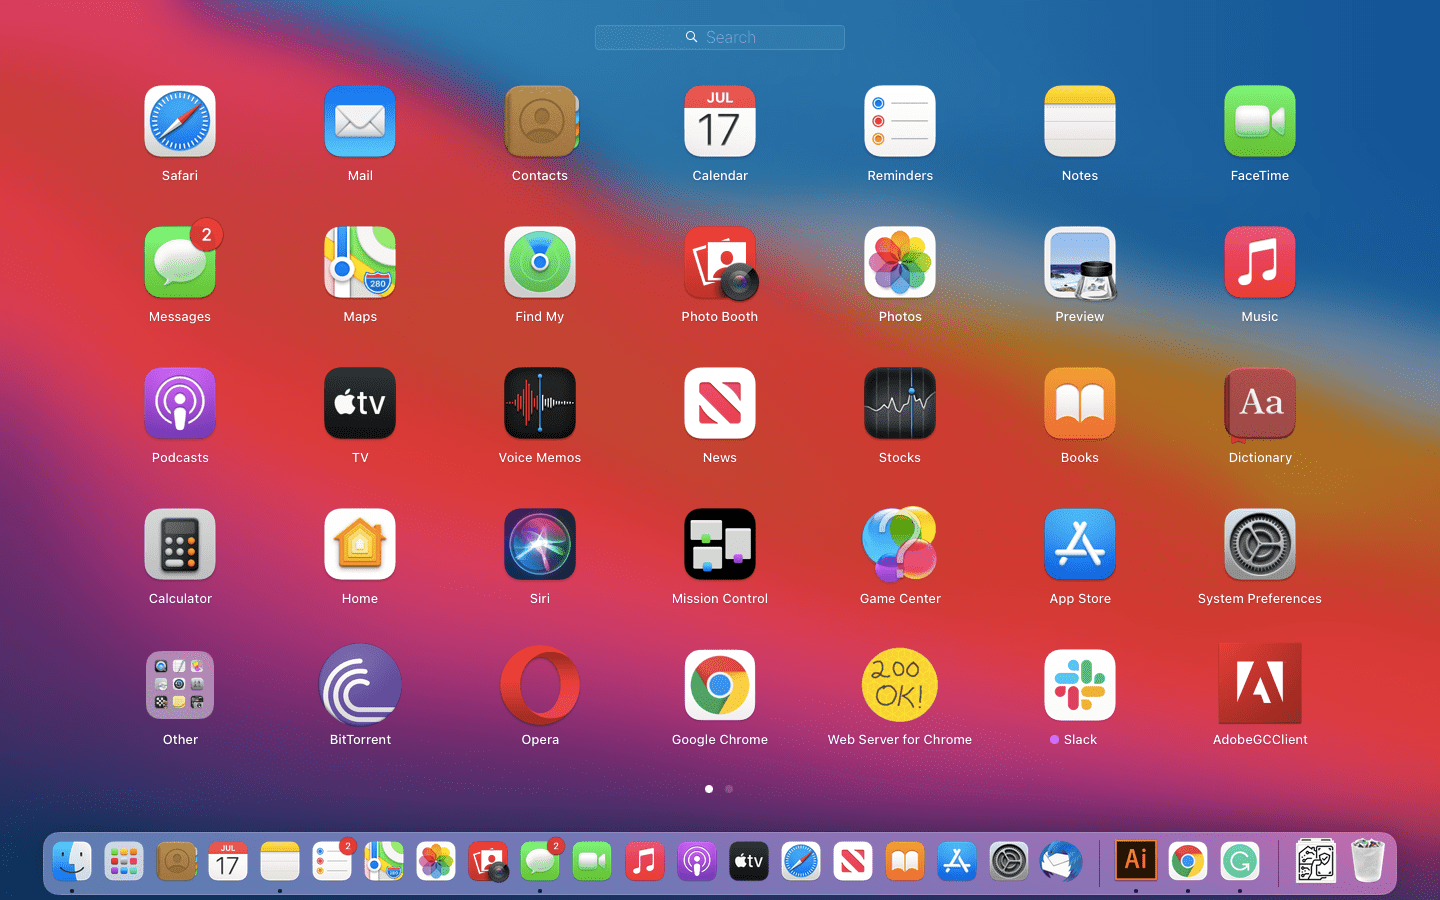 Search
JUL
17
Safari
Mail
Contacts
Calendar
Reminders
Notes
FaceTime
2
280
Messages
Maps
Find My
Photo Booth
Photos
Preview
Music
tv
Aa
Podcasts
TV
Voice Memos
News
Stocks
Books
Dictionary
Calculator
Home
Siri
Mission Control
Game Center
App Store
System Preferences
200
OK!
Other
BitTorrent
Opera
Google Chrome
Web Server for Chrome
Slack
AdobeGCClient
JUL
17
2
2
tv
Ai